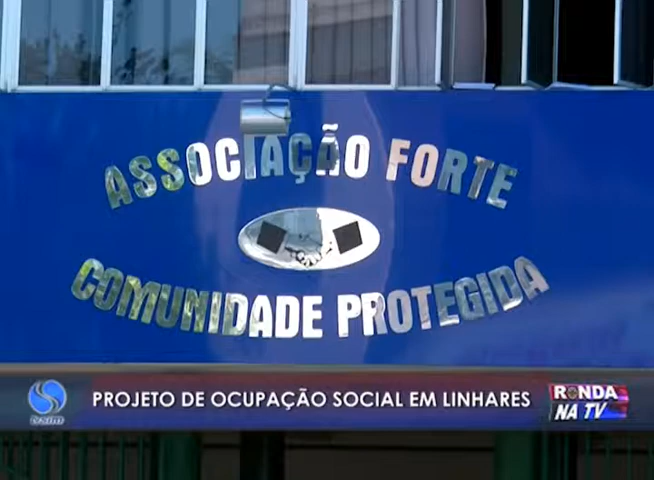 ASSOCIAÇÃO FORTE
COMUNIDADE PROTEGIDA
PROJETO DE OCUPAÇÃO SOCIAL EM LINHARES
RONDA
NA TV